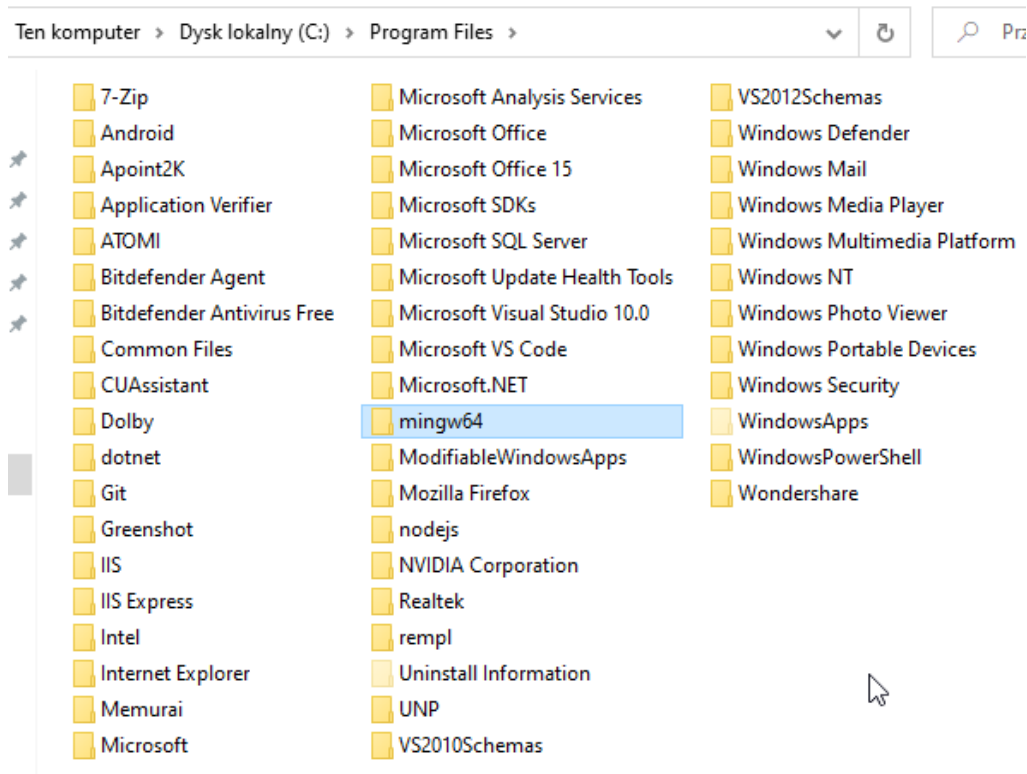 Ten komputer > Dysk lokalny (C:) > Program Files >
Prz
7-Zip
Android
Apoint2K
Application Verifier
ATOMI
Bitdefender Agent
Bitdefender Antivirus Free
Common Files
CUAssistant
Dolby
dotnet
Git
Greenshot
IIS
IIS Express
Intel
Internet Explorer
Memurai
Microsoft
Microsoft Analysis Services
Microsoft Office
Microsoft Office 15
Microsoft SDKs
Microsoft SQL Server
Microsoft Update Health Tools
Microsoft Visual Studio 10.0
Microsoft VS Code
Microsoft.NET
mingw64
ModifiableWindowsApps
Mozilla Firefox
nodejs
NVIDIA Corporation
Realtek
rempl
Uninstall Information
UNP
VS2010Schemas
VS2012Schemas
Windows Defender
Windows Mail
Windows Media Player
Windows Multimedia Platform
Windows NT
Windows Photo Viewer
Windows Portable Devices
Windows Security
WindowsApps
WindowsPowerShell
Wondershare